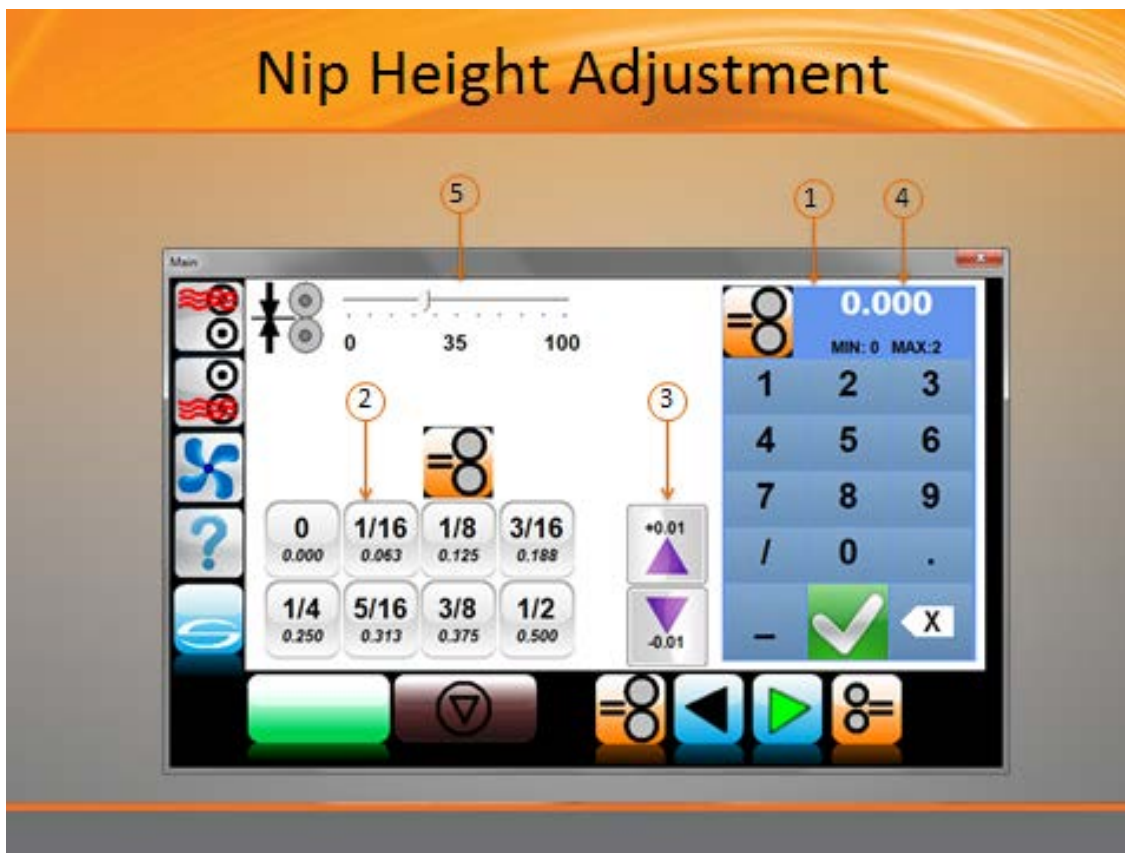 Nip Height Adjustment
5
1
4
Main
x
0 35 100
0.000
MIN: 0 MAX:2
2
3
1 2 3
4 5 6
7 8 9
/ 0 .
_ X
0 1/16 1/8 3/16
0.000 0.063 0.125 0.188
1/4 5/16 3/8 1/2
0.250 0.313 0.375 0.500
+0.01
-0.01